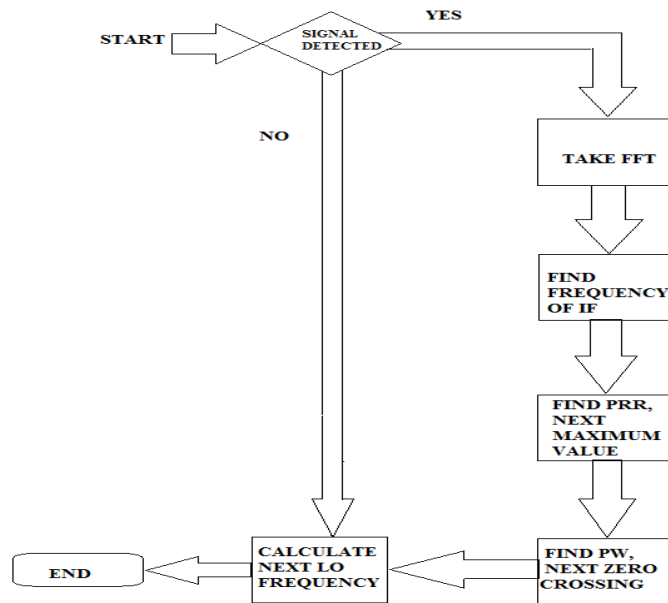 START
SIGNAL
DETECTED
YES
NO
TAKE FFT
FIND
FREQUENCY
OF IF
FIND PRR,
NEXT
MAXIMUM
VALUE
FIND PW,
NEXT ZERO
CROSSING
CALCULATE
NEXT LO
FREQUENCY
END